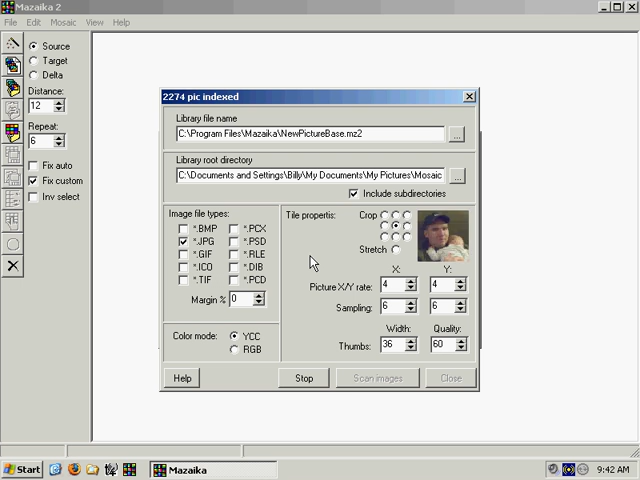 Mazaika 2
File Edit Mosaic View Help
Source
Target
Delta
Distance:
12
Repeat:
6
Fix auto
Fix custom
Inv select
2274 pic indexed
Library file name
C:\Program Files\Mazaika\NewPictureBase.mz2
...
Library root directory
C:\Documents and Settings\Billy\My Documents\My Pictures\Mosaic
...
Include subdirectories
Image file types:
*.BMP *.PCX
*.JPG *.PSD
*.GIF *.RLE
*.ICO *.DIB
*.TIF *.PCD
Margin % 0
Color mode: YCC
RGB
Tile propertis: Crop
Stretch
X: Y:
Picture X/Y rate: 4 4
Sampling: 6 6
Width: Quality:
Thumbs: 36 60
Help Stop Scan images Close
Start Mazaika 9:42 AM